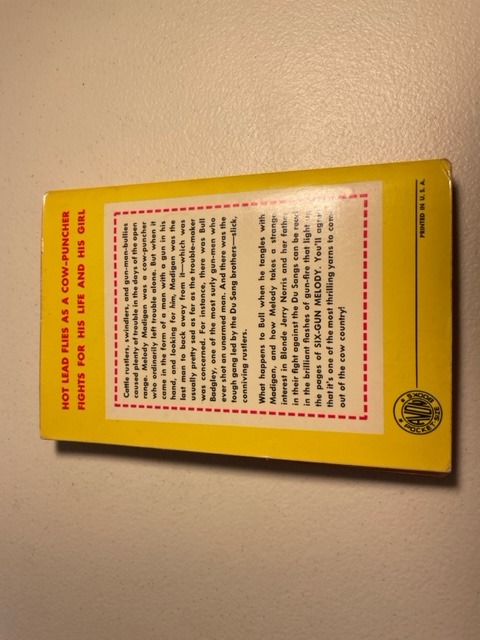 HOT LEAD FLIES AS A COW-PUNCHER
FIGHTS FOR HIS LIFE AND HIS GIRL
Cattle rustlers, swindlers, and gun-man-bullies
caused plenty of trouble in the days of the open
range. Melody Madigan was a cow-puncher
who ordinarily left trouble alone. But when it
came in the form of a man with a gun in his
hand, and looking for him, Madigan was the
last man to back away from it—which was
usually pretty sad as far as the trouble-maker
was concerned. For instance, there was Bull
Badgley, one of the most surly gun-men who
ever shot an unarmed man. And there was the
tough gang led by the Du Sang brothers—slick,
conniving rustlers.
What happens to Bull when he tangles with
Madigan, and how Melody takes a strange
interest in Blonde Jerry Norris and her father
in their fight against the Du Sangs can be read
in the brilliant flashes of gun-fire that light up
the pages of SIX-GUN MELODY. You'll agree
that it's one of the most thrilling yarns to come
out of the cow country!
AVON
POCKET-SIZE
BOOKS
PRINTED IN U. S. A.